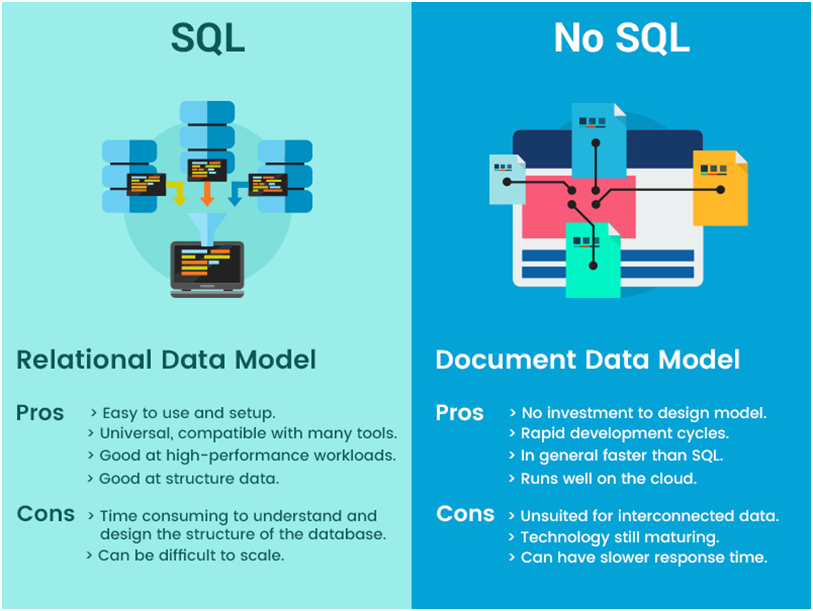 SQL
Relational Data Model
Pros
> Easy to use and setup.
> Universal, compatible with many tools.
> Good at high-performance workloads.
> Good at structure data.
Cons
> Time consuming to understand and
design the structure of the database.
> Can be difficult to scale.
No SQL
Document Data Model
Pros
> No investment to design model.
> Rapid development cycles.
> In general faster than SQL.
> Runs well on the cloud.
Cons
> Unsuited for interconnected data.
> Technology still maturing.
> Can have slower response time.